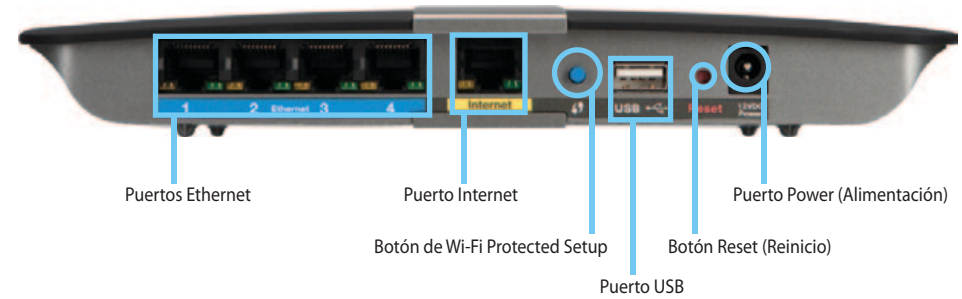 1 2 Ethernet 3 4
Internet
USB
Reset
12VDC
Power
Puertos Ethernet
Puerto Internet
Puerto Power (Alimentación)
Botón de Wi-Fi Protected Setup
Botón Reset (Reinicio)
Puerto USB